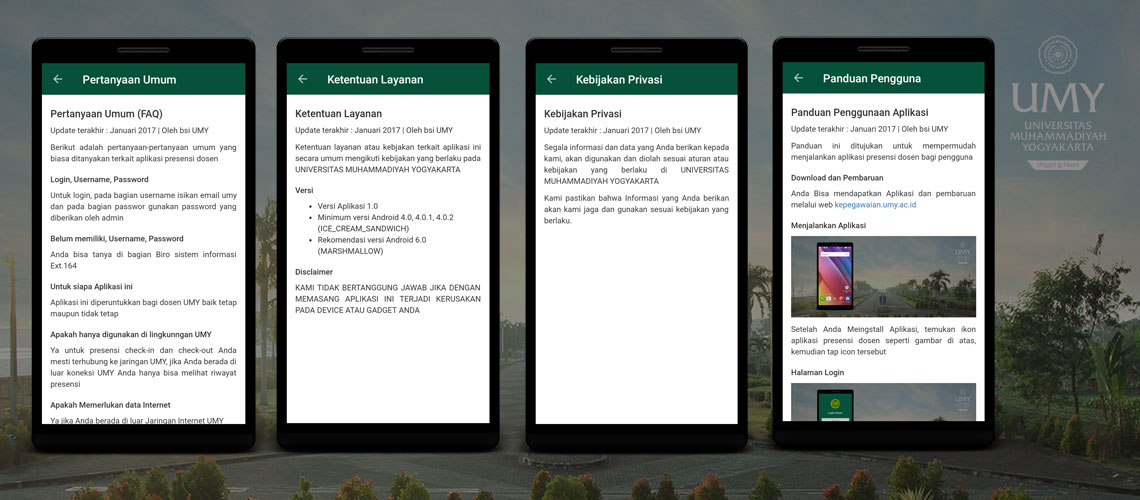 Pertanyaan Umum
Pertanyaan Umum (FAQ)
Update terakhir : Januari 2017 | Oleh bsi UMY
Berikut adalah pertanyaan-pertanyaan umum yang
biasa ditanyakan terkait aplikasi presensi dosen
Login, Username, Password
Untuk login, pada bagian username isikan email umy
dan pada bagian passwor gunakan password yang
diberikan oleh admin
Belum memiliki, Username, Password
Anda bisa tanya di bagian Biro sistem informasi
Ext.164
Untuk siapa Aplikasi ini
Aplikasi ini diperuntukkan bagi dosen UMY baik tetap
maupun tidak tetap
Apakah hanya digunakan di lingkunngan UMY
Ya untuk presensi check-in dan check-out Anda
mesti terhubung ke jaringan UMY, jika Anda berada di
luar koneksi UMY Anda hanya bisa melihat riwayat
presensi
Apakah Memerlukan data Internet
Ya jika Anda berada di luar Jaringan Internet UMY
Ketentuan Layanan
Ketentuan Layanan
Update terakhir : Januari 2017 | Oleh bsi UMY
Ketentuan layanan atau kebjakan terkait aplikasi ini
secara umum mengikuti kebijakan yang berlaku pada
UNIVERSITAS MUHAMMADIYAH YOGYAKARTA
Versi
• Versi Aplikasi 1.0
• Minimum versi Android 4.0, 4.0.1, 4.0.2
(ICE_CREAM_SANDWICH)
• Rekomendasi versi Android 6.0
(MARSHMALLOW)
Disclaimer
KAMI TIDAK BERTANGGUNG JAWAB JIKA DENGAN
MEMASANG APLIKASI INI TERJADI KERUSAKAN
PADA DEVICE ATAU GADGET ANDA
Kebijakan Privasi
Kebijakan Privasi
Update terakhir : Januari 2017 | Oleh bsi UMY
Segala informasi dan data yang Anda berikan kepada
kami, akan digunakan dan diolah sesuai aturan atau
kebijakan yang berlaku di UNIVERSITAS
MUHAMMADIYAH YOGYAKARTA
Kami pastikan bahwa Informasi yang Anda berikan
akan kami jaga dan gunakan sesuai kebijakan yang
berlaku.
Panduan Pengguna
Panduan Penggunaan Aplikasi
Update terakhir : Januari 2017 | Oleh bsi UMY
Panduan ini ditujukan untuk mempermudah
menjalankan aplikasi presensi dosen bagi pengguna
Download dan Pembaruan
Anda Bisa mendapatkan Aplikasi dan pembaruan
melalui web kepegawaian.umy.ac.id
Menjalankan Aplikasi
UMY
Setelah Anda Meingstall Aplikasi, temukan ikon
aplikasi presensi dosen seperti gambar di atas,
kemudian tap icon tersebut
Halaman Login
UMY
UMY
UNIVERSITAS
MUHAMMADIYAH
YOGYAKARTA